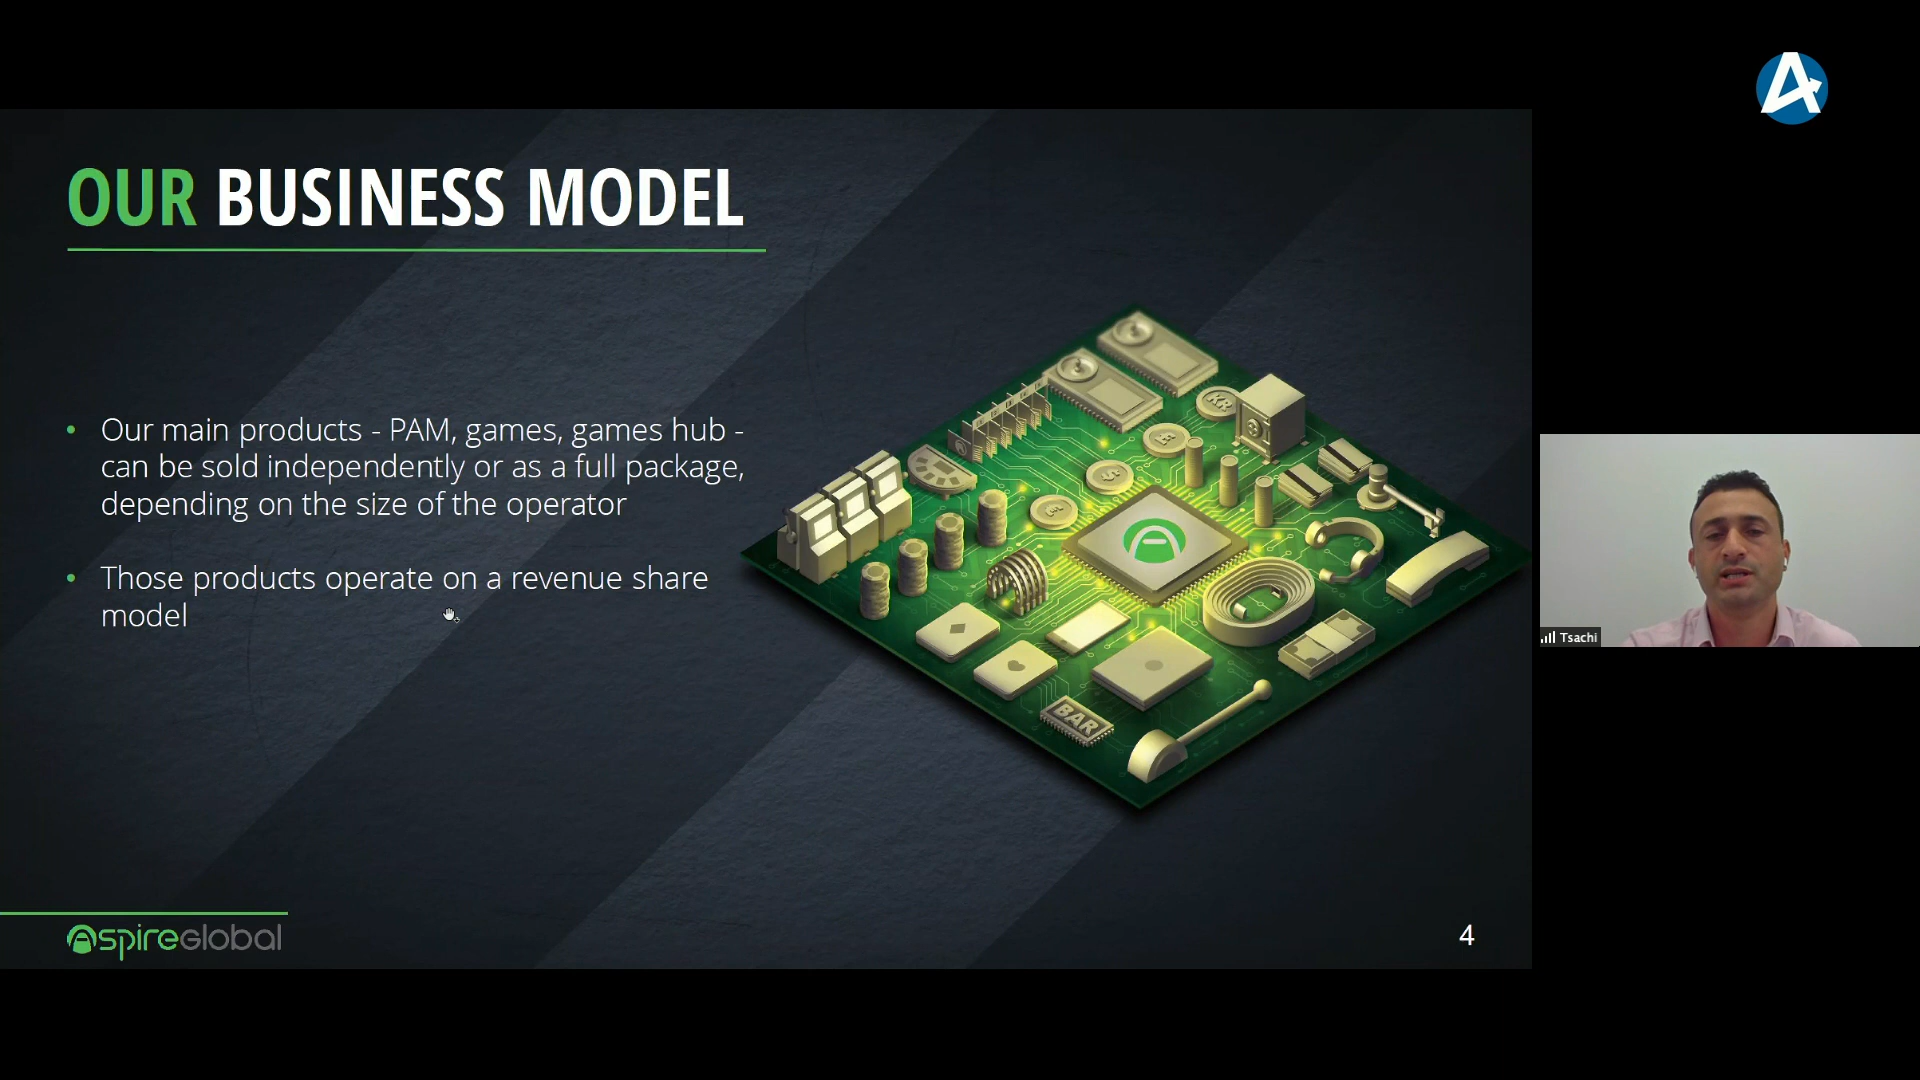 OUR BUSINESS MODEL
• Our main products - PAM, games, games hub -
can be sold independently or as a full package,
depending on the size of the operator
• Those products operate on a revenue share
model
BAR
Tsachi
AspireGlobal
4